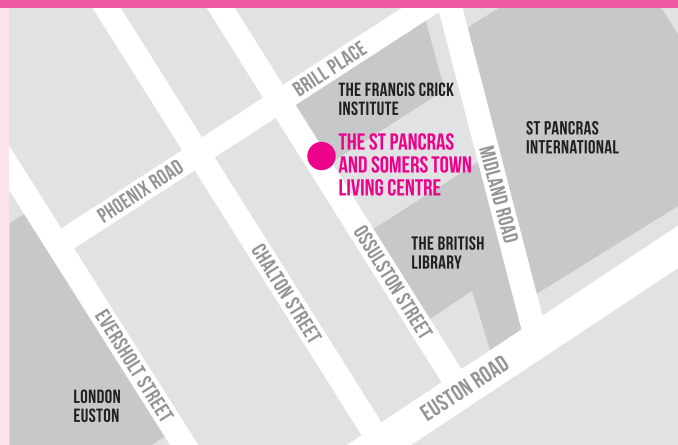 BRILL PLACE
THE FRANCIS CRICK
INSTITUTE
ST PANCRAS
INTERNATIONAL
THE ST PANCRAS
AND SOMERS TOWN
LIVING CENTRE
MIDLAND ROAD
PHOENIX ROAD
THE BRITISH
LIBRARY
OSSULSTON STREET
CHALTON STREET
EVERSHOLT STREET
EUSTON ROAD
LONDON
EUSTON